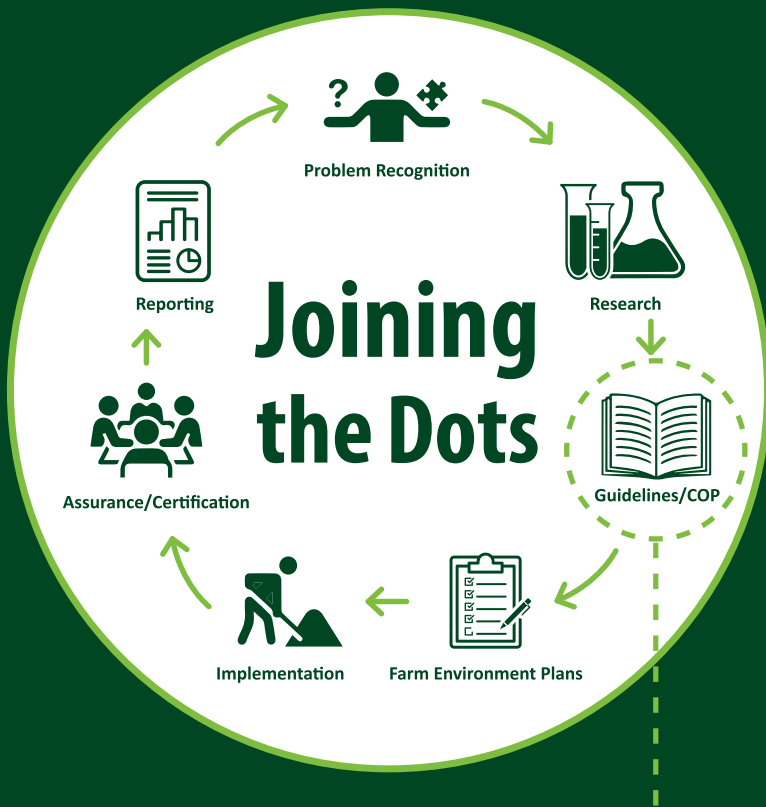 ?
Problem Recognition
Research
Guidelines/COP
Farm Environment Plans
Implementation
Assurance/Certification
Reporting
Joining
the Dots